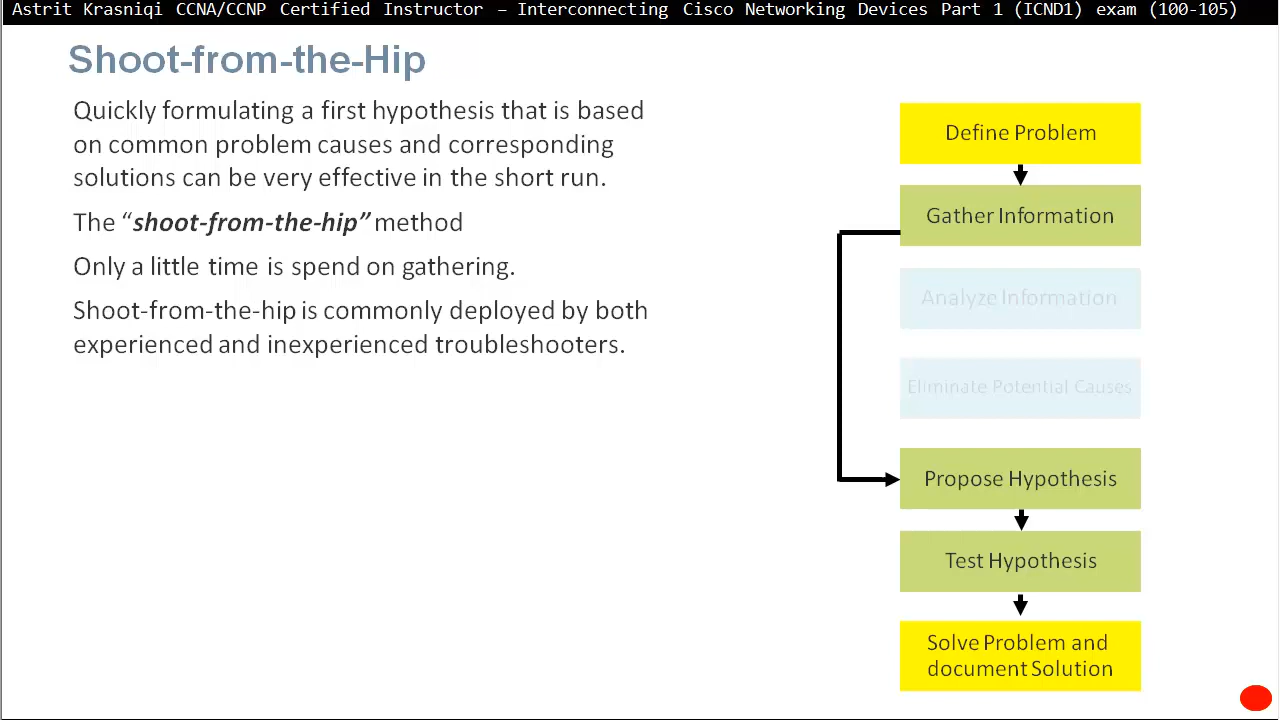 Astrit Krasniqi CCNA/CCNP Certified Instructor – Interconnecting Cisco Networking Devices Part 1 (ICND1) exam (100-105)
Shoot-from-the-Hip
Quickly formulating a first hypothesis that is based
on common problem causes and corresponding
solutions can be very effective in the short run.
The “shoot-from-the-hip” method
Only a little time is spend on gathering.
Shoot-from-the-hip is commonly deployed by both
experienced and inexperienced troubleshooters.
Define Problem
Gather Information
Analyze Information
Eliminate Potential Causes
Propose Hypothesis
Test Hypothesis
Solve Problem and
document Solution